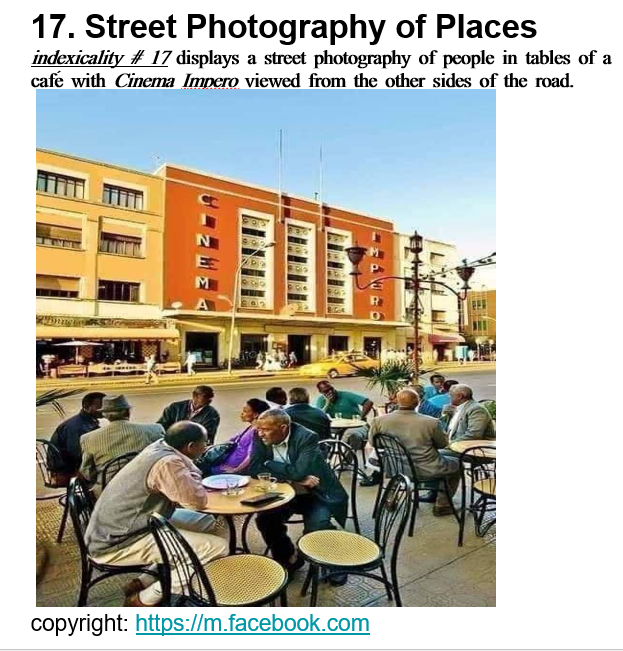 17. Street Photography of Places
indexicality # 17 displays a street photography of people in tables of a
café with Cinema Impero viewed from the other sides of the road.
CINEMA
IMPERO
copyright: https://m.facebook.com